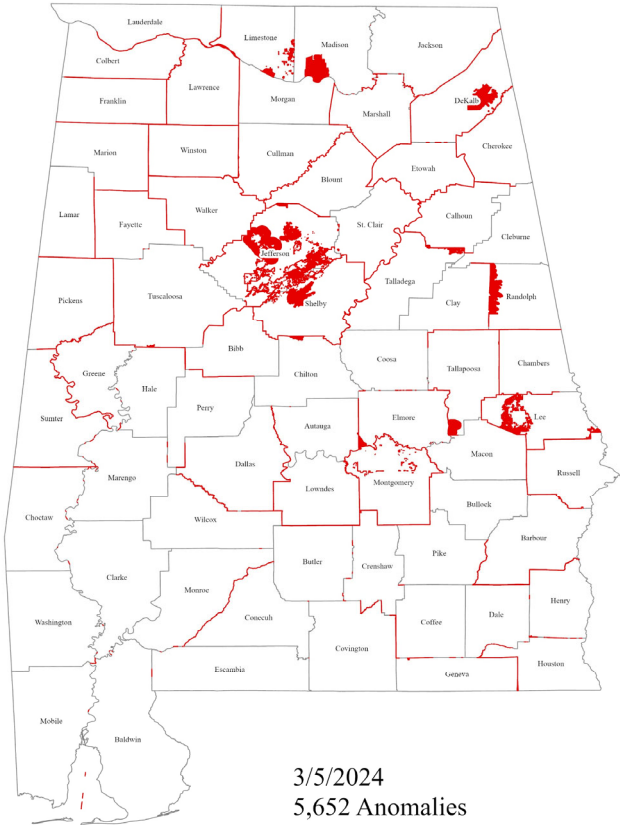 Lauderdale
Limestone
Madison
Jackson
Colbert
Lawrence
Morgan
DeKalb
Franklin
Marshall
Cherokee
Marion
Winston
Cullman
Etowah
Blount
Walker
Lamar
Fayette
St. Clair
Calhoun
Cleburne
Jefferson
Talladega
Pickens
Tuscaloosa
Shelby
Clay
Randolph
Bibb
Coosa
Tallapoosa
Chambers
Greene
Hale
Chilton
Perry
Sumter
Autauga
Elmore
Lee
Macon
Dallas
Marengo
Montgomery
Russell
Lowndes
Bullock
Choctaw
Wilcox
Barbour
Butler
Crenshaw
Pike
Clarke
Monroe
Henry
Washington
Conecuh
Coffee
Dale
Covington
Escambia
Geneva
Houston
Mobile
Baldwin
3/5/2024
5,652 Anomalies